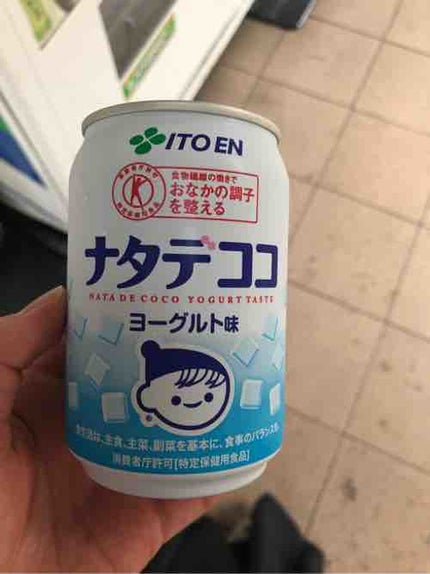 ITO EN
食物繊維の働きで
おなかの調子
を整える
ナタデココ
NATA DE COCO YOGURT TASTE
ヨーグルト味
食生活は、主食、主菜、副菜を基本に、食事のバランスを。
消費者庁許可[特定保健用食品]